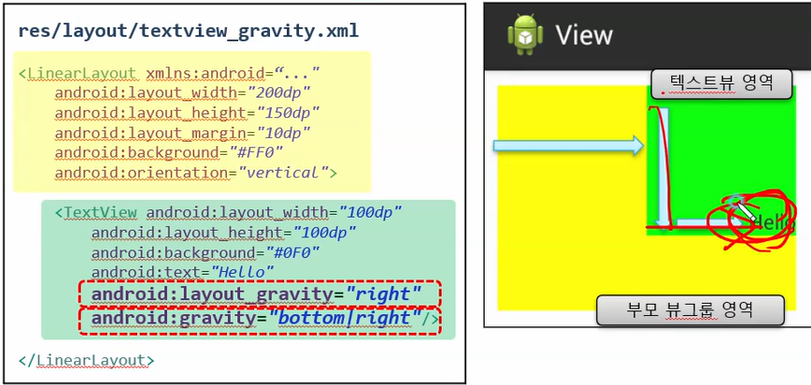 res/layout/textview_gravity.xml
<LinearLayout xmlns:android=“..."
android:layout_width="200dp"
android:layout_height="150dp"
android:layout_margin="10dp"
android:background="#FF0"
android:orientation="vertical">
<TextView android:layout_width="100dp"
android:layout_height="100dp"
android:background="#0F0"
android:text="Hello"
android:layout_gravity="right"
android:gravity="bottom|right"/>
</LinearLayout>
View
텍스트뷰 영역
Hello
부모 뷰그룹 영역